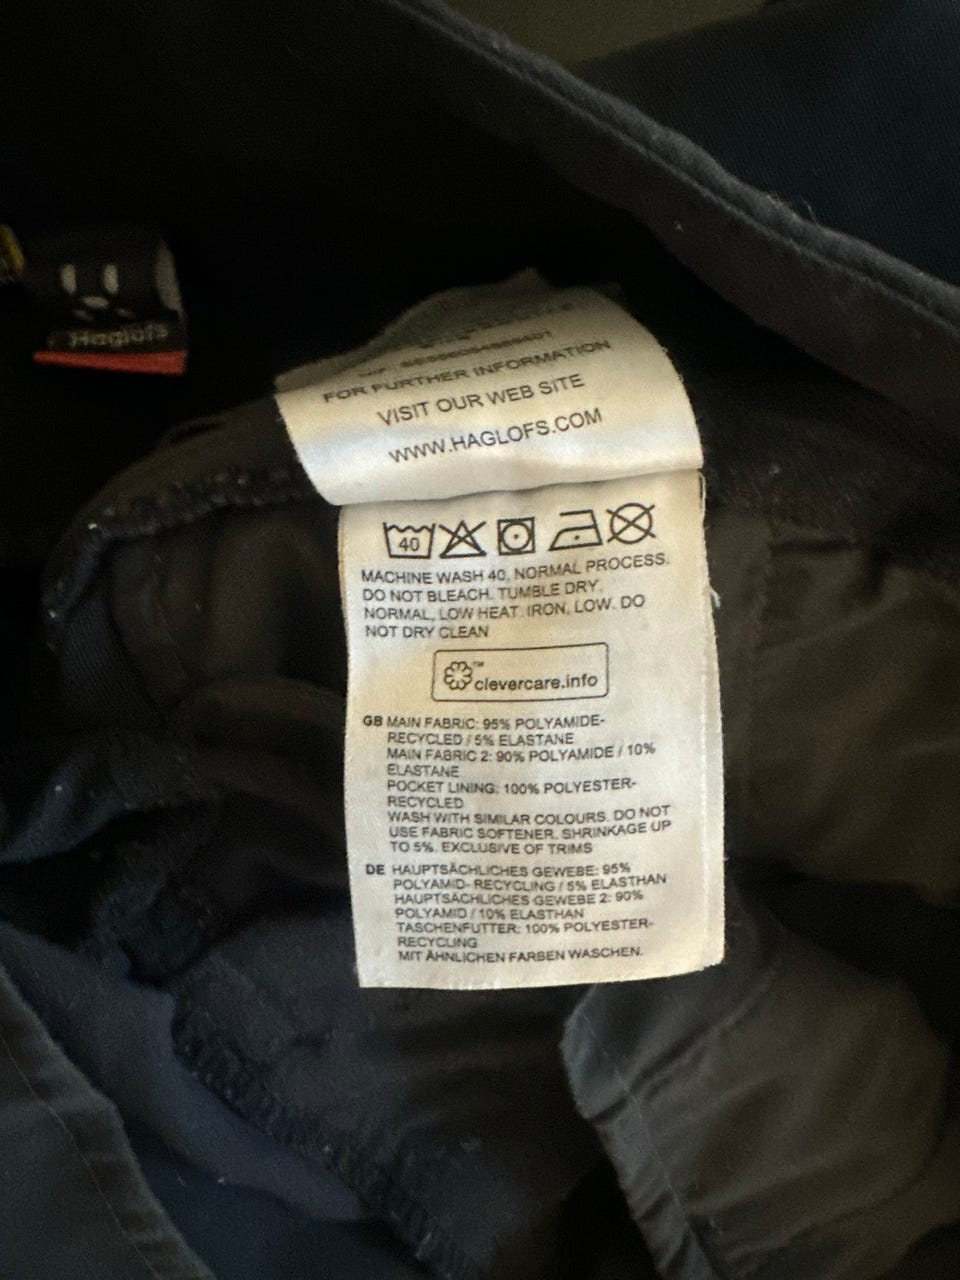 Haglöfs
FOR FURTHER INFORMATION
VISIT OUR WEB SITE
WWW.HAGLOFS.COM
40
MACHINE WASH 40, NORMAL PROCESS.
DO NOT BLEACH. TUMBLE DRY,
NORMAL, LOW HEAT. IRON, LOW. DO
NOT DRY CLEAN
™
clevercare.info
GB MAIN FABRIC: 95% POLYAMIDE-
RECYCLED / 5% ELASTANE
MAIN FABRIC 2: 90% POLYAMIDE / 10%
ELASTANE
POCKET LINING: 100% POLYESTER-
RECYCLED
WASH WITH SIMILAR COLOURS. DO NOT
USE FABRIC SOFTENER. SHRINKAGE UP
TO 5%. EXCLUSIVE OF TRIMS
DE HAUPTSÄCHLICHES GEWEBE: 95%
POLYAMID- RECYCLING / 5% ELASTHAN
HAUPTSÄCHLICHES GEWEBE 2: 90%
POLYAMID / 10% ELASTHAN
TASCHENFUTTER: 100% POLYESTER-
RECYCLING
MIT ÄHNLICHEN FARBEN WASCHEN.